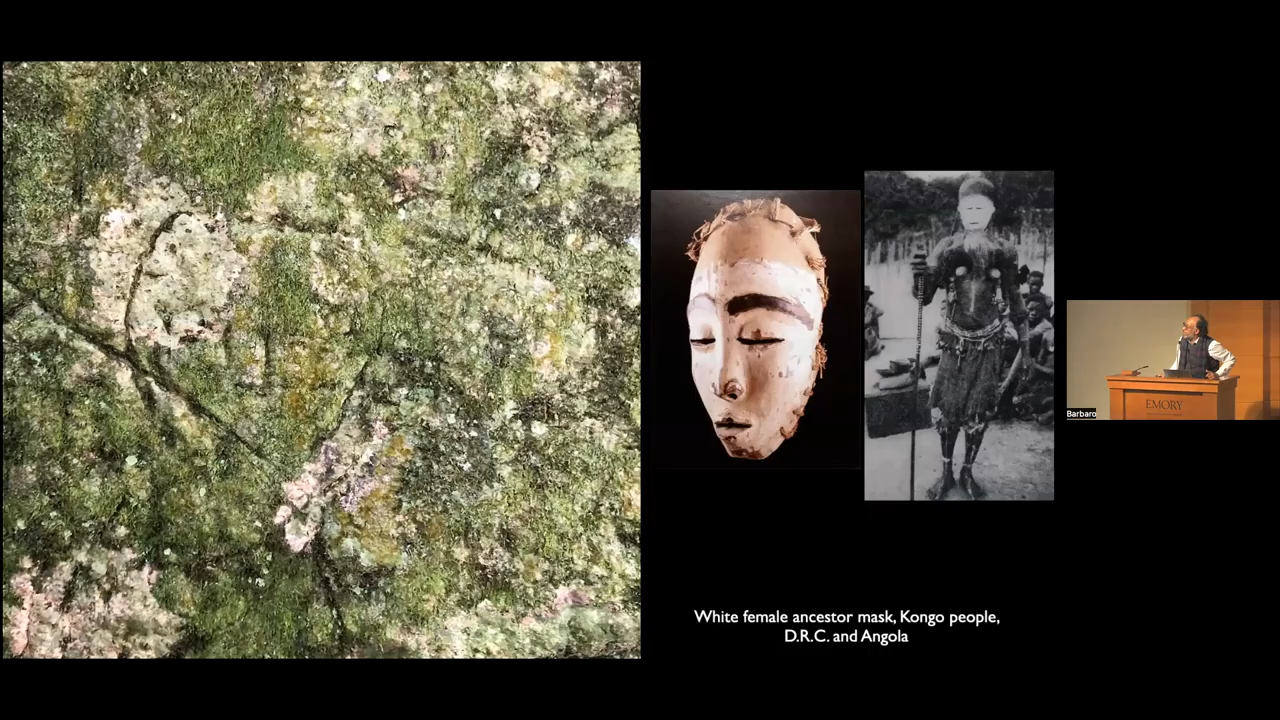 White female ancestor mask, Kongo people,
D.R.C. and Angola
EMORY
Barbaro